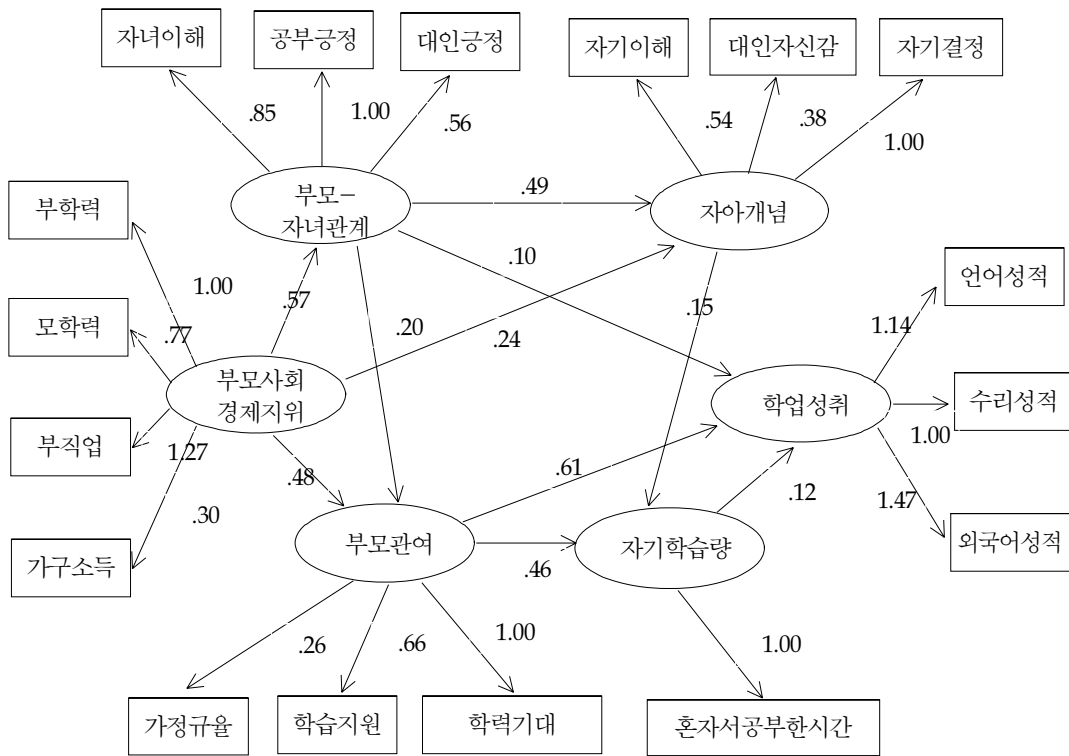 자녀이해
공부긍정
대인긍정
자기이해
대인자신감
자기결정
.85
1.00
.56
.54
.38
1.00
부모-
자녀관계
.49
자아개념
부학력
1.00
.57
.10
언어성적
모학력
.77
.20
.24
.15
1.14
부모사회
경제지위
학업성취
수리성적
1.00
부직업
1.27
.48
.61
.12
1.47
.30
가구소득
부모관여
.46
자기학습량
외국어성적
.26
.66
1.00
1.00
가정규율
학습지원
학력기대
혼자서공부한시간